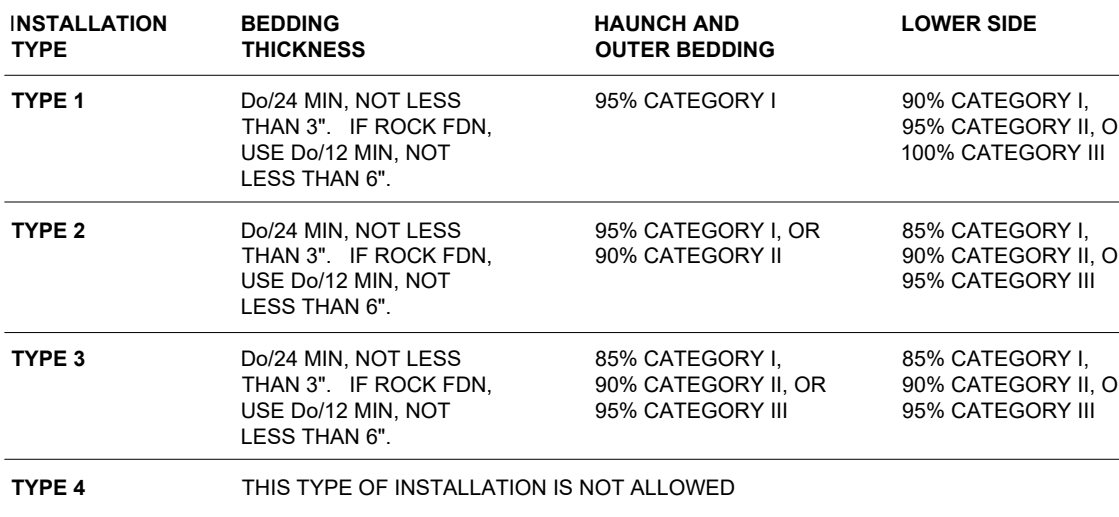 INSTALLATION TYPE
BEDDING THICKNESS
HAUNCH AND OUTER BEDDING
LOWER SIDE
TYPE 1
Do/24 MIN, NOT LESS
THAN 3". IF ROCK FDN,
USE Do/12 MIN, NOT
LESS THAN 6".
95% CATEGORY I
90% CATEGORY I,
95% CATEGORY II, O
100% CATEGORY III
TYPE 2
Do/24 MIN, NOT LESS
THAN 3". IF ROCK FDN,
USE Do/12 MIN, NOT
LESS THAN 6".
95% CATEGORY I, OR
90% CATEGORY II
85% CATEGORY I,
90% CATEGORY II, O
95% CATEGORY III
TYPE 3
Do/24 MIN, NOT LESS
THAN 3". IF ROCK FDN,
USE Do/12 MIN, NOT
LESS THAN 6".
85% CATEGORY I,
90% CATEGORY II, OR
95% CATEGORY III
85% CATEGORY I,
90% CATEGORY II, O
95% CATEGORY III
TYPE 4
THIS TYPE OF INSTALLATION IS NOT ALLOWED